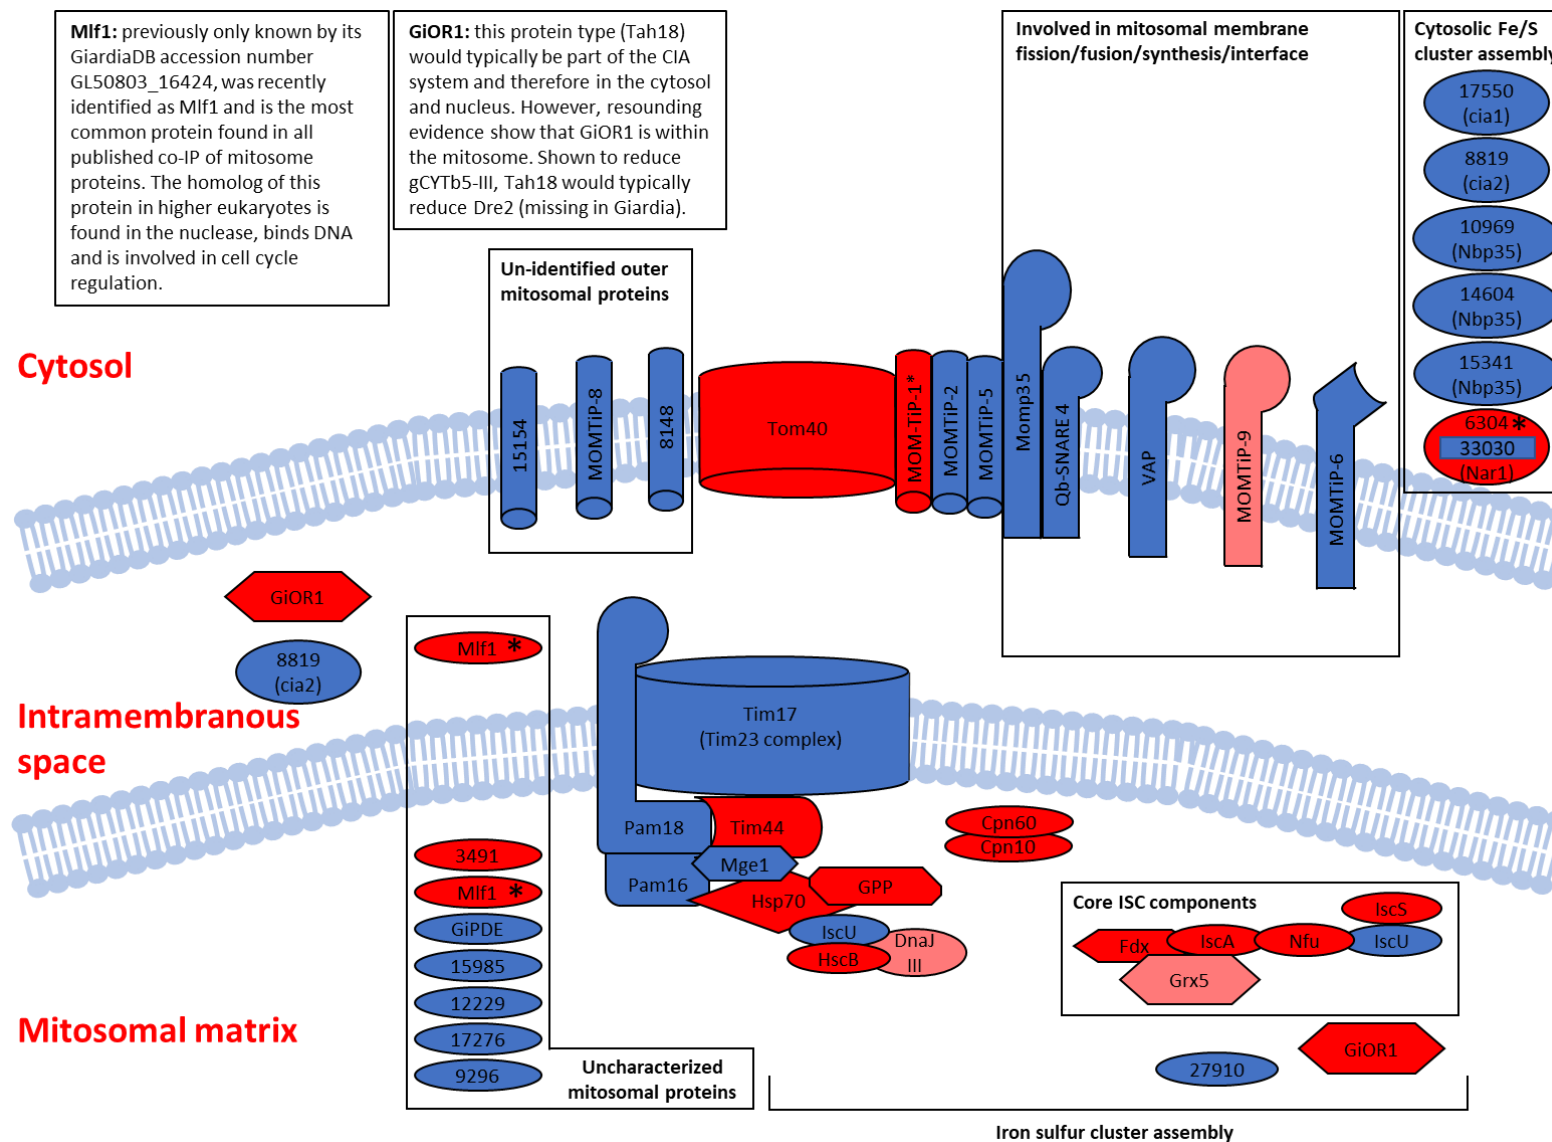 Mlf1: previously only known by its
GiardiaDB accession number
GL50803_16424, was recently
identified as Mlf1 and is the most
common protein found in all
published co-IP of mitosome
proteins. The homolog of this
protein in higher eukaryotes is
found in the nuclease, binds DNA
and is involved in cell cycle
regulation.
GiOR1: this protein type (Tah18)
would typically be part of the CIA
system and therefore in the cytosol
and nucleus. However, resounding
evidence show that GiOR1 is within
the mitosome. Shown to reduce
gCYTb5-III, Tah18 would typically
reduce Dre2 (missing in Giardia).
Involved in mitosomal membrane
fission/fusion/synthesis/interface
Cytosolic Fe/S
cluster assembly
17550
(cia1)
8819
(cia2)
10969
(Nbp35)
14604
(Nbp35)
15341
(Nbp35)
6304 *
33030
(Nar1)
Un-identified outer
mitosomal proteins
Cytosol
15154
MOMTiP-8
8148
Tom40
MOM-TiP-1*
MOMTiP-2
MOMTiP-5
Momp35
Qb-SNARE 4
VAP
MOMTiP-9
MOMTiP-6
GiOR1
8819
(cia2)
Mlf1 *
Intramembranous
space
Tim17
(Tim23 complex)
Pam18
Tim44
Mge1
Pam16
Hsp70
GPP
IscU
HscB
DnaJ
III
Cpn60
Cpn10
3491
Mlf1 *
GiPDE
15985
12229
17276
9296
Mitosomal matrix
Uncharacterized
mitosomal proteins
Core ISC components
IscS
Fdx
IscA
Nfu
IscU
Grx5
GiOR1
27910
Iron sulfur cluster assembly